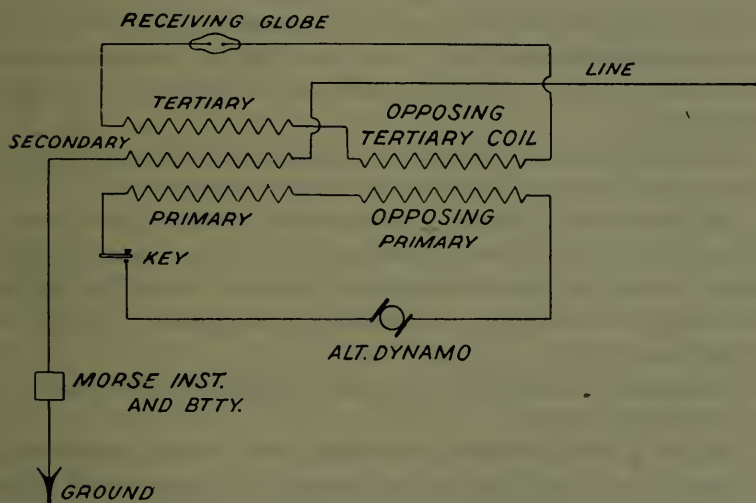 RECEIVING GLOBE
LINE
TERTIARY
OPPOSING
TERTIARY COIL
SECONDARY
PRIMARY
OPPOSING
PRIMARY
KEY
ALT. DYNAMO
MORSE INST.
AND BTTY.
GROUND